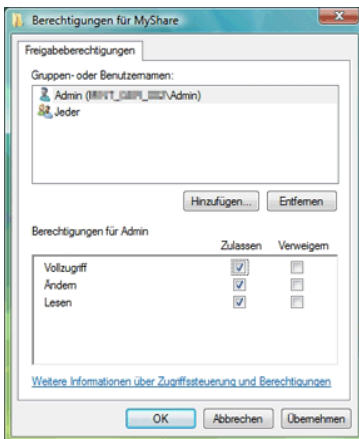 Berechtigungen für MyShare
Freigabeberechtigungen
Gruppen- oder Benutzernamen:
Admin ( \Admin)
Jeder
Hinzufügen... Entfernen
Berechtigungen für Admin
Zulassen Verweigern
Vollzugriff
Ändern
Lesen
Weitere Informationen über Zugriffssteuerung und Berechtigungen
OK Abbrechen Übernehmen